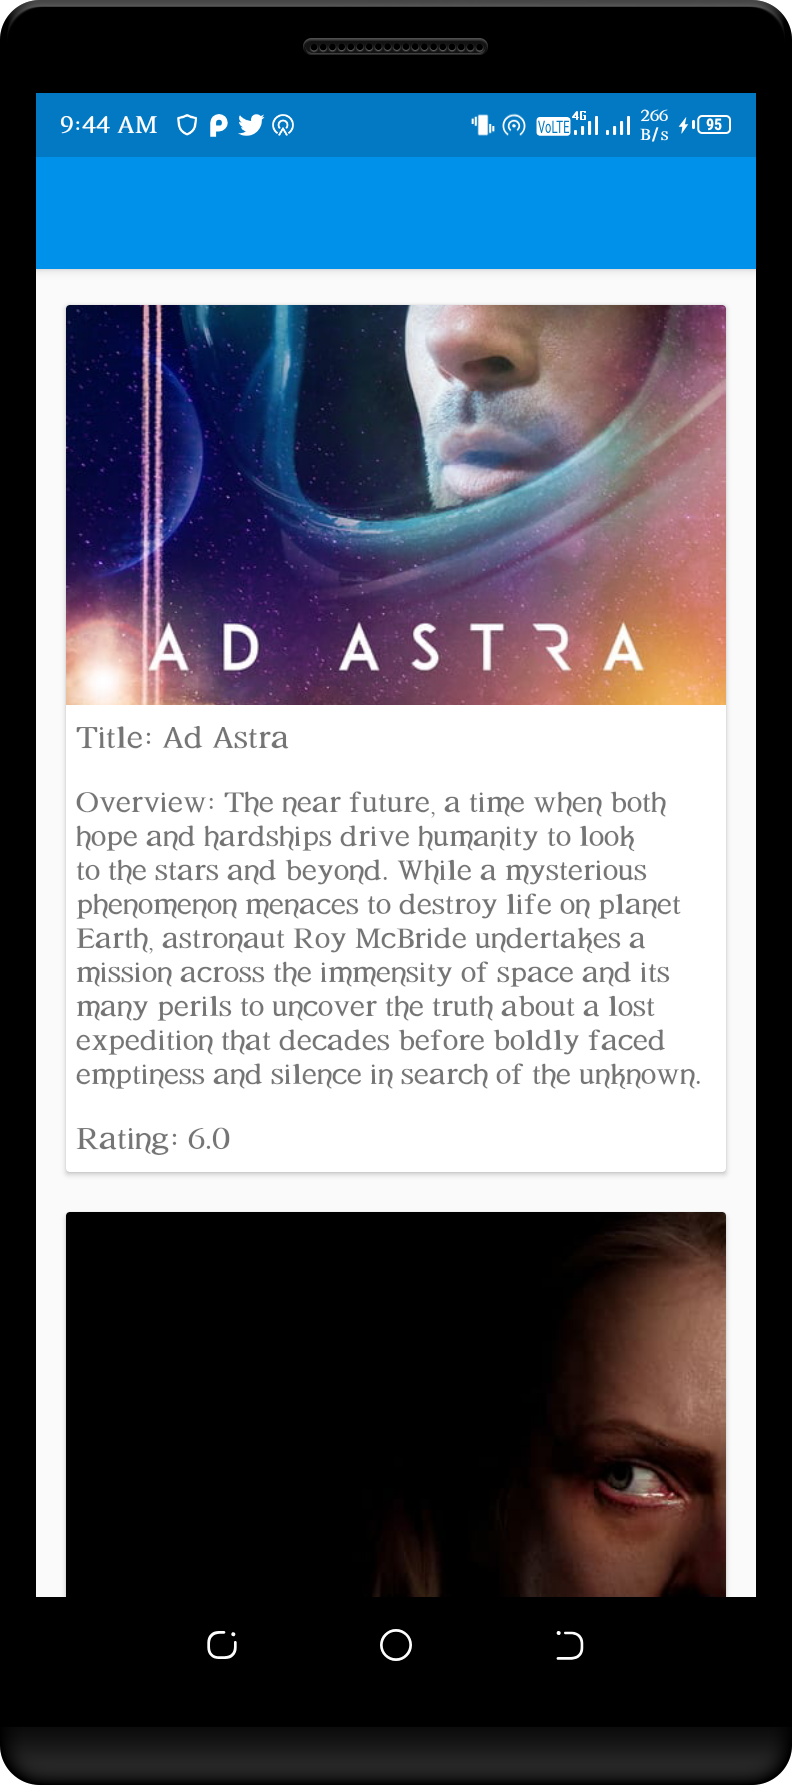 9:44 AM VoLTE 4G 266 B/s 95
AD ASTRA
Title: Ad Astra
Overview: The near future, a time when both
hope and hardships drive humanity to look
to the stars and beyond. While a mysterious
phenomenon menaces to destroy life on planet
Earth, astronaut Roy McBride undertakes a
mission across the immensity of space and its
many perils to uncover the truth about a lost
expedition that decades before boldly faced
emptiness and silence in search of the unknown.
Rating: 6.0